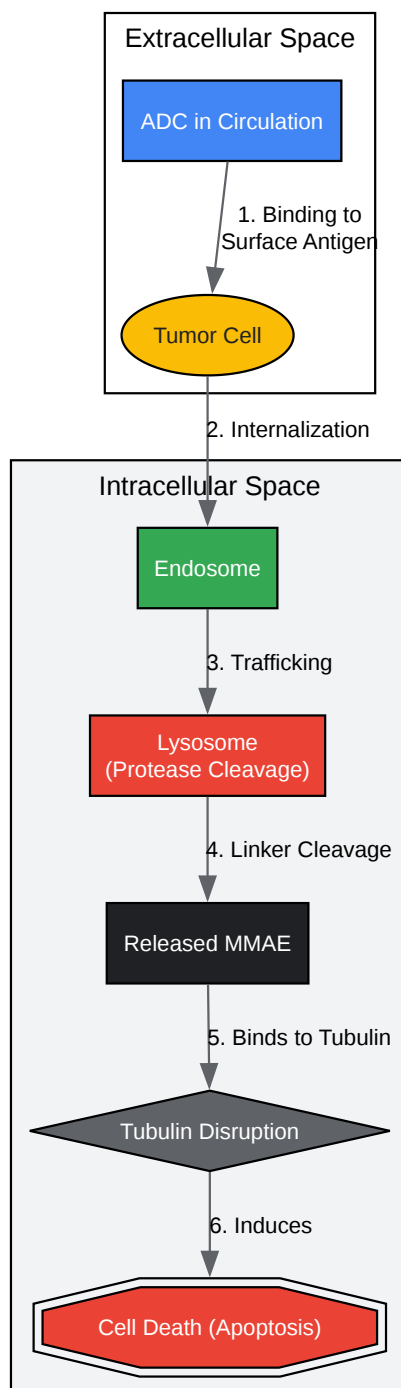 Extracellular Space
ADC in Circulation
1. Binding to
Surface Antigen
Tumor Cell
2. Internalization
Intracellular Space
Endosome
3. Trafficking
Lysosome
(Protease Cleavage)
4. Linker Cleavage
Released MMAE
5. Binds to Tubulin
Tubulin Disruption
6. Induces
Cell Death (Apoptosis)